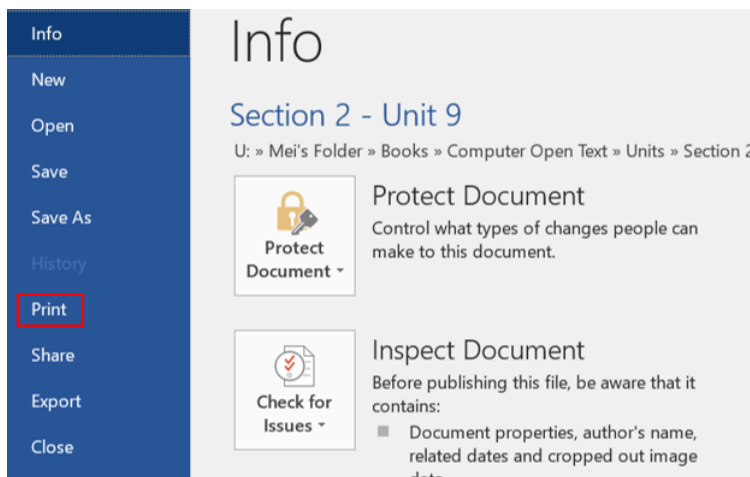 Info
New
Open
Save
Save As
History
Print
Share
Export
Close
Info
Section 2 - Unit 9
U: » Mei's Folder » Books » Computer Open Text » Units » Section 2
Protect
Document
Protect Document
Control what types of changes people can
make to this document.
Check for
Issues
Inspect Document
Before publishing this file, be aware that it
contains:
Document properties, author's name,
related dates and cropped out image
data